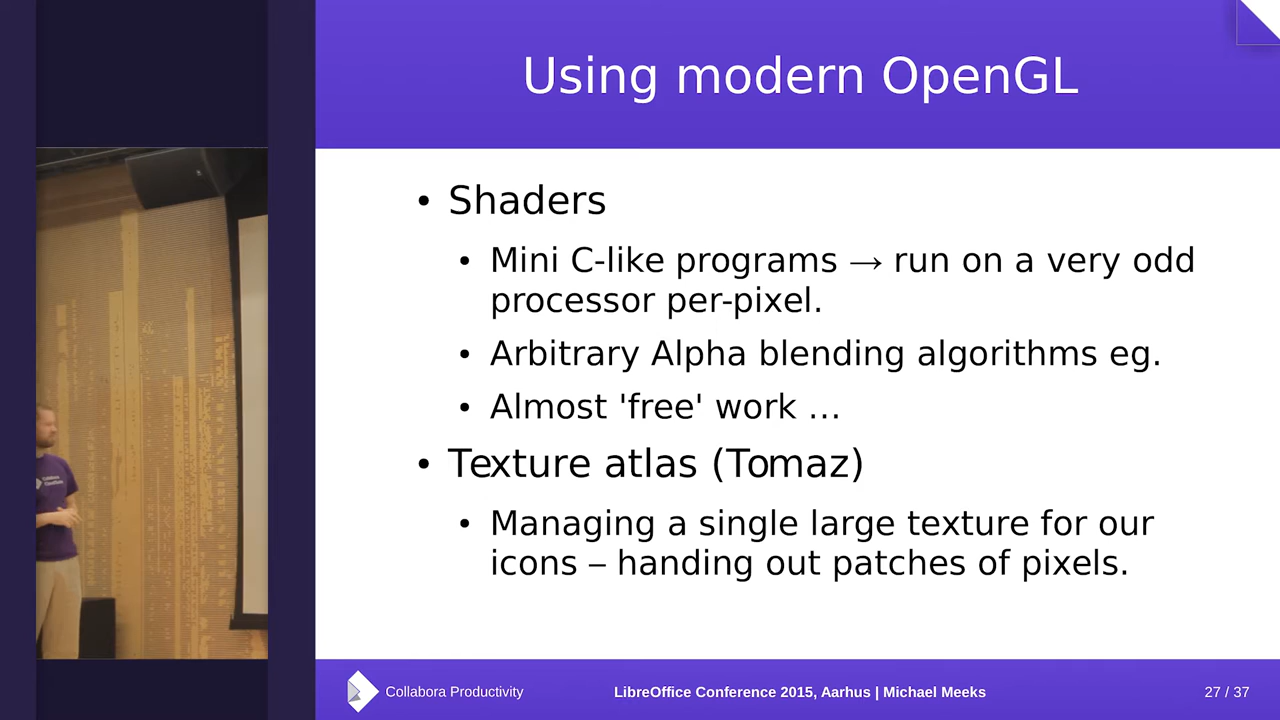 Using modern OpenGL
• Shaders
• Mini C-like programs → run on a very odd
processor per-pixel.
• Arbitrary Alpha blending algorithms eg.
• Almost 'free' work ...
• Texture atlas (Tomaz)
• Managing a single large texture for our
icons – handing out patches of pixels.
Collabora Productivity
LibreOffice Conference 2015, Aarhus | Michael Meeks
27 / 37